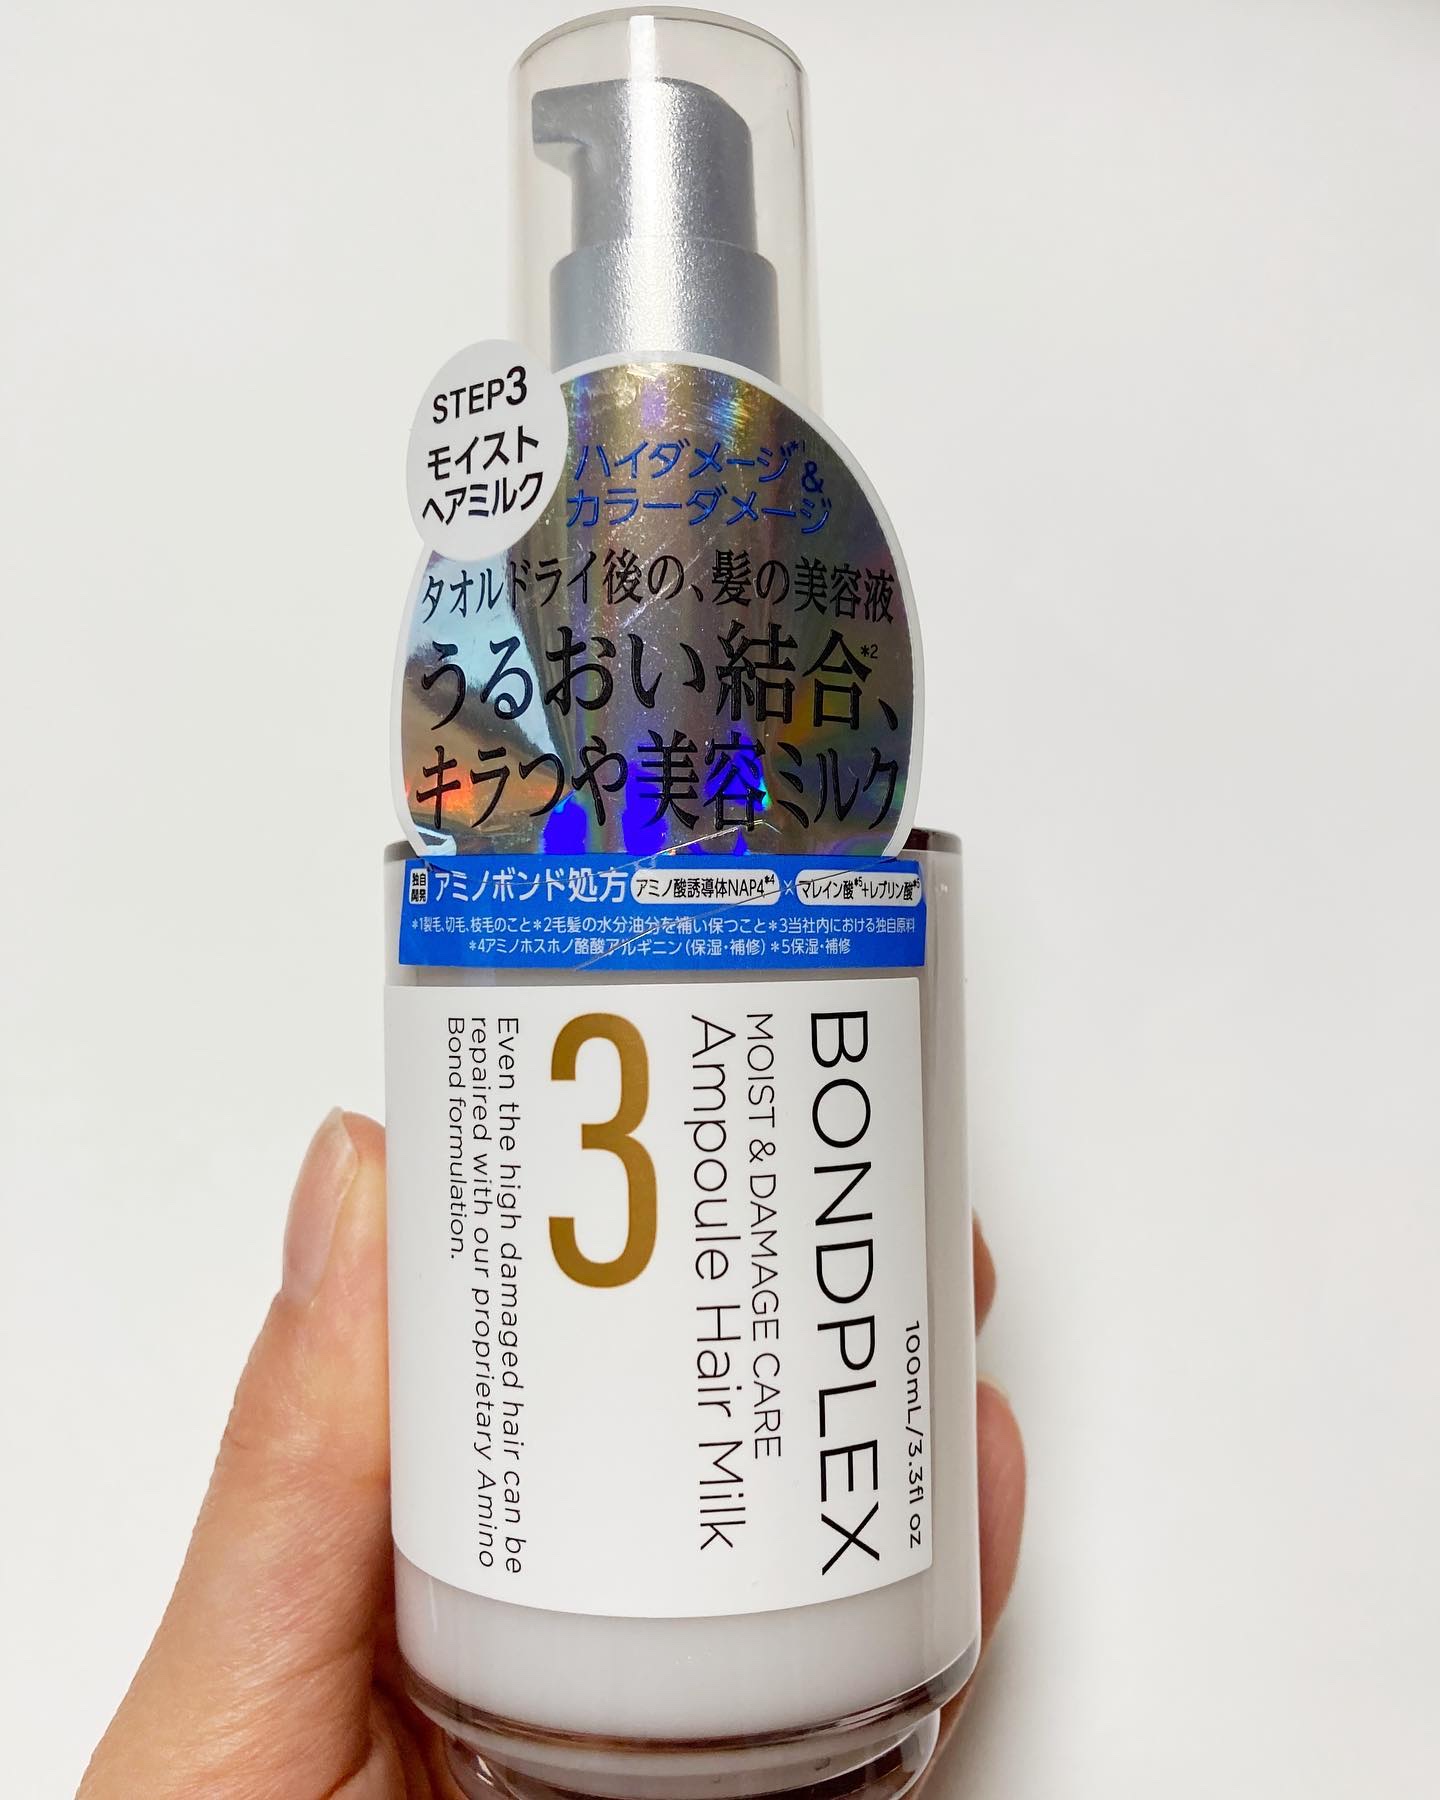 STEP3
モイスト
ヘアミルク
ハイダメージ*1&
カラーダメージ
タオルドライ後の、髪の美容液
うるおい結合*2、
キラつや美容ミルク
独自
開発*3
アミノボンド処方 アミノ酸誘導体NAP4*4 × マレイン酸*5+レブリン酸*5
*1裂毛、切毛、枝毛のこと*2毛髪の水分油分を補い保つこと*3当社内における独自原料
*4アミノホスホノ酪酸アルギニン(保湿・補修)*5保湿・補修
100mL/3.3fl oz
BONDPLEX
MOIST & DAMAGE CARE
Ampoule Hair Milk
3
Even the high damaged hair can be
repaired with our proprietary Amino
Bond formulation.